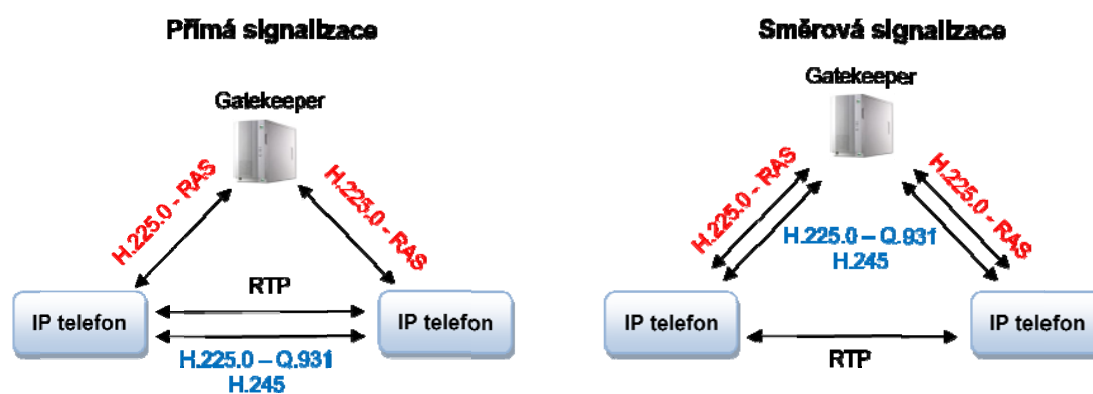 Přímá signalizace
Gatekeeper
H.225.0 - RAS
H.225.0 - RAS
RTP
IP telefon
IP telefon
H.225.0 – Q.931
H.245
Směrová signalizace
Gatekeeper
H.225.0 - RAS
H.225.0 - RAS
H.225.0 – Q.931
H.245
IP telefon
IP telefon
RTP